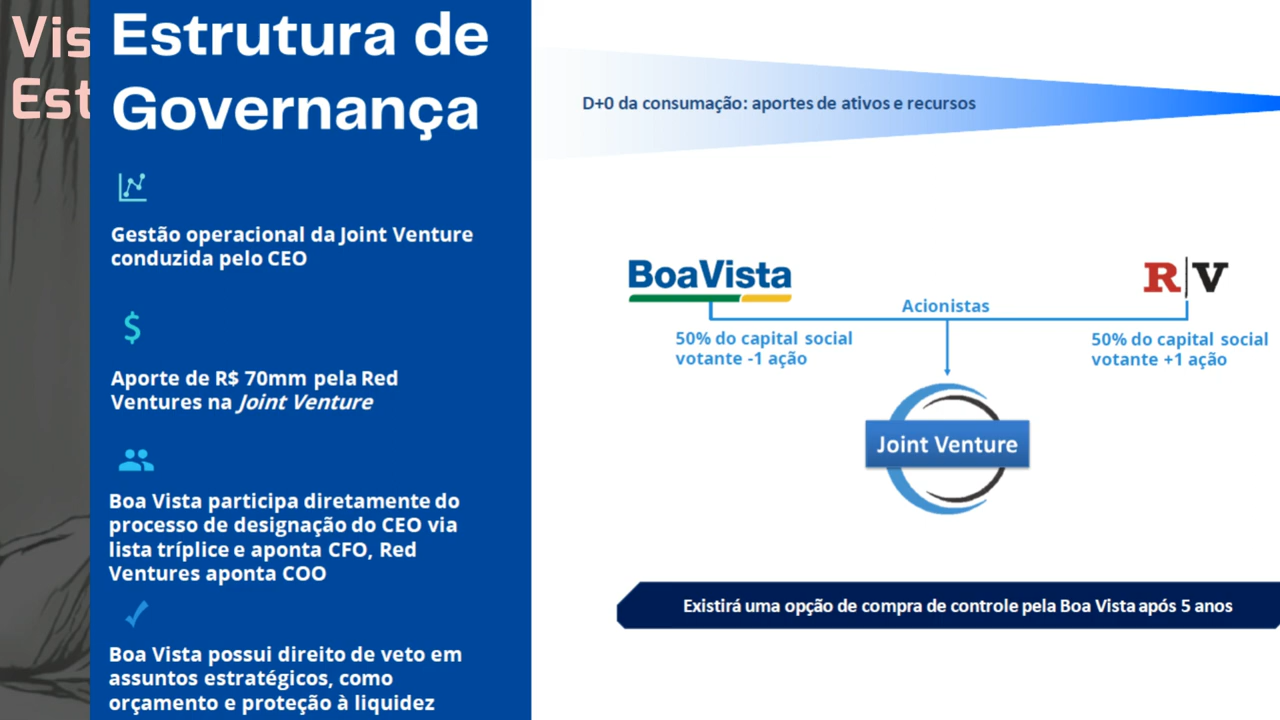 Vis
Est
Estrutura de
Governança
Gestão operacional da Joint Venture
conduzida pelo CEO
Aporte de R$ 70mm pela Red
Ventures na Joint Venture
Boa Vista participa diretamente do
processo de designação do CEO via
lista tríplice e aponta CFO, Red
Ventures aponta COO
Boa Vista possui direito de veto em
assuntos estratégicos, como
orçamento e proteção à liquidez
D+0 da consumação: aportes de ativos e recursos
BoaVista
R|V
Acionistas
50% do capital social
votante -1 ação
50% do capital social
votante +1 ação
Joint Venture
Existirá uma opção de compra de controle pela Boa Vista após 5 anos